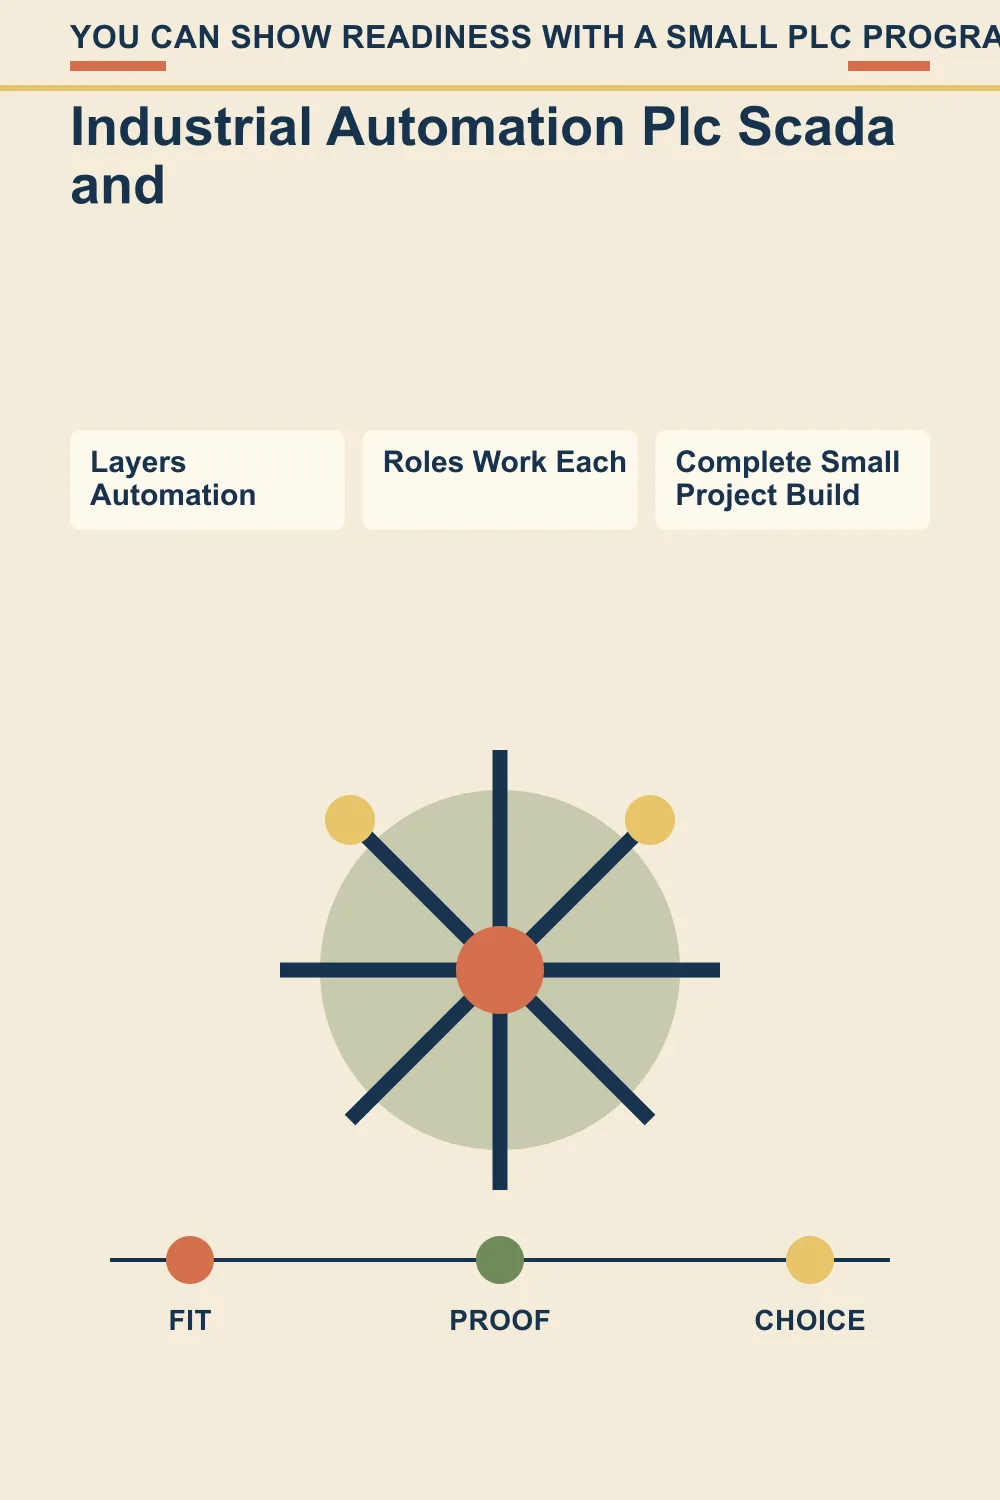 YOU CAN SHOW READINESS WITH A SMALL PLC PROGRA
Industrial Automation Plc Scada
and
Layers
Automation
Roles Work Each
Complete Small
Project Build
FIT
PROOF
CHOICE